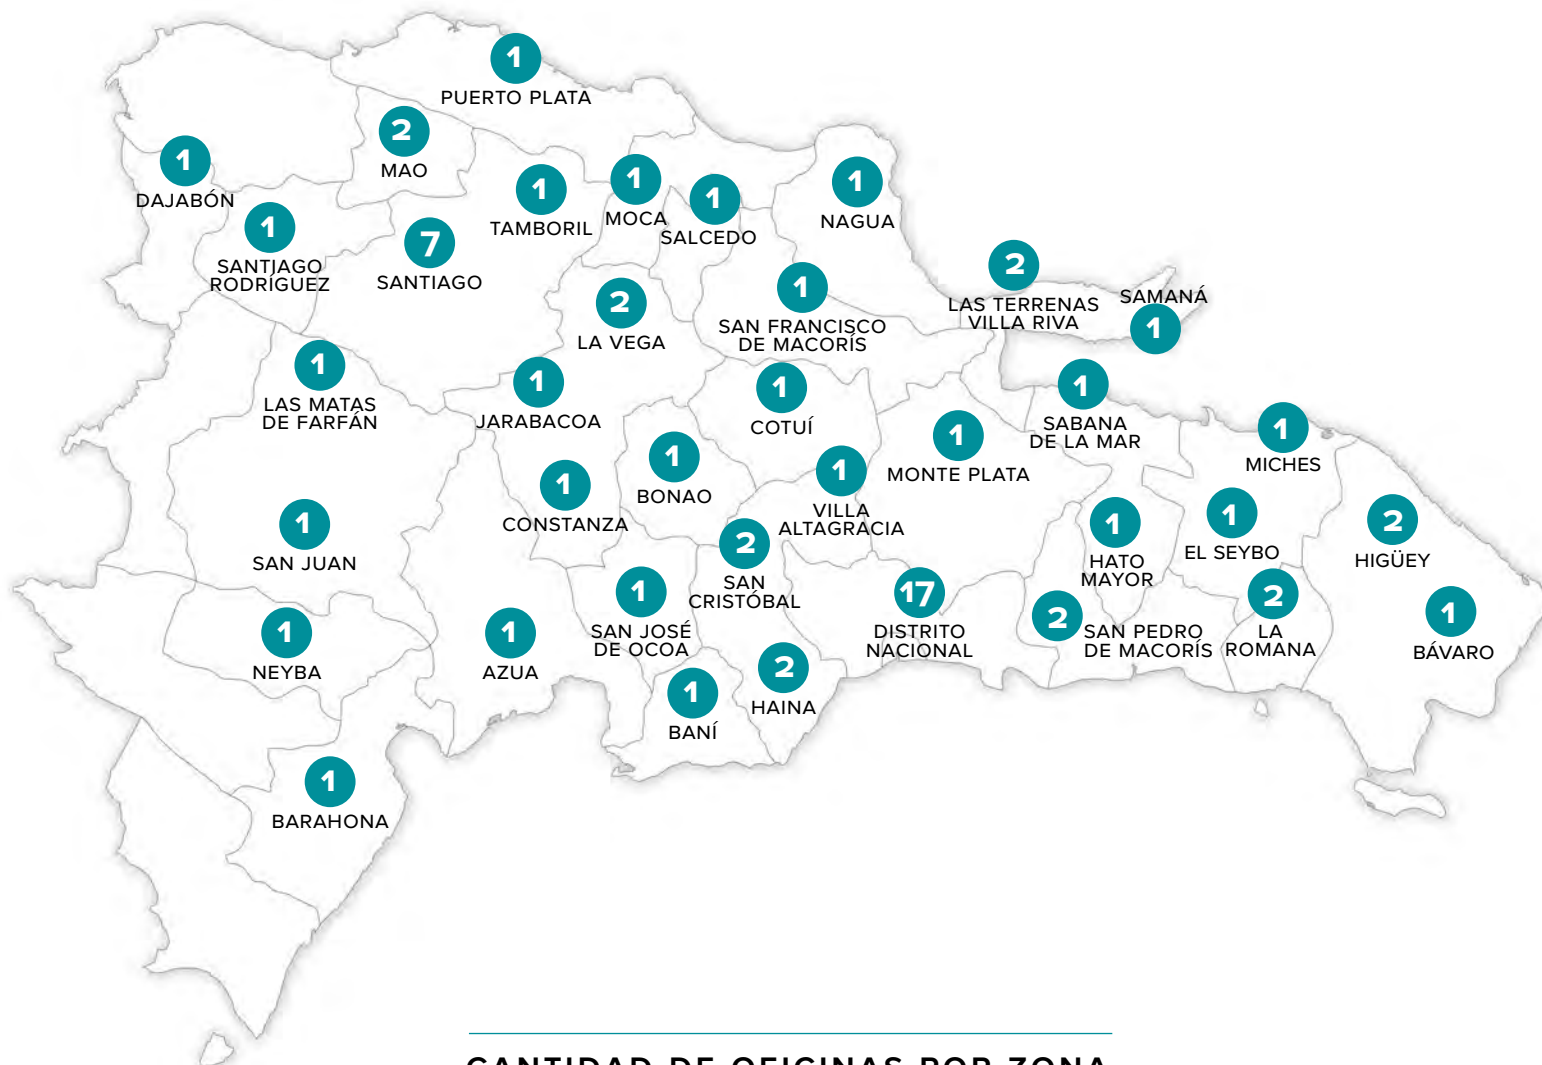 1
PUERTO PLATA
2
MAO
1
DAJABÓN
1
TAMBORIL
1
MOCA
1
SALCEDO
1
NAGUA
1
SANTIAGO
RODRÍGUEZ
7
SANTIAGO
2
LAS TERRENAS
VILLA RIVA
SAMANÁ
1
2
LA VEGA
1
SAN FRANCISCO
DE MACORÍS
1
LAS MATAS
DE FARFÁN
1
JARABACOA
1
COTUÍ
1
SABANA
DE LA MAR
1
MICHES
1
MONTE PLATA
1
BONAO
1
VILLA
ALTAGRACIA
1
CONSTANZA
1
SAN JUAN
2
SAN
CRISTÓBAL
1
HATO
MAYOR
1
EL SEYBO
2
HIGÜEY
1
NEYBA
1
AZUA
1
SAN JOSÉ
DE OCOA
17
DISTRITO
NACIONAL
2
SAN PEDRO
DE MACORÍS
2
LA
ROMANA
1
BÁVARO
1
BANÍ
2
HAINA
1
BARAHONA
CANTIDAD DE OFICINAS POR ZONA